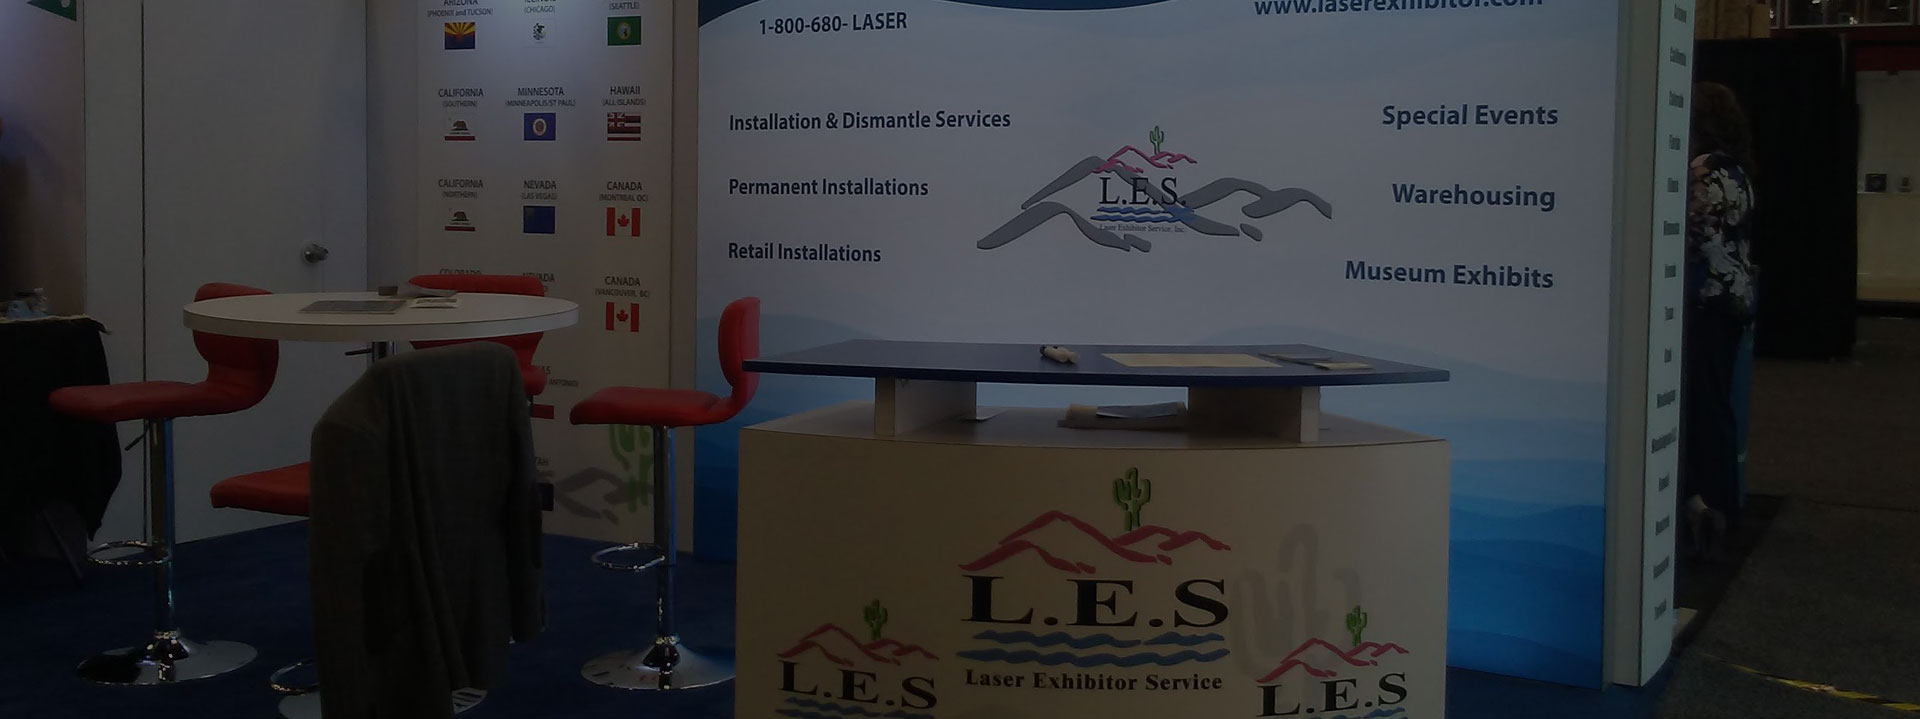 ARIZONA
(PHOENIX and TUCSON)
ILLINOIS
(CHICAGO)
(SEATTLE)
CALIFORNIA
(SOUTHERN)
MINNESOTA
(MINNEAPOLIS/ST PAUL)
HAWAII
(ALL ISLANDS)
CALIFORNIA
(NORTHERN)
NEVADA
(LAS VEGAS)
CANADA
(MONTREAL QC)
COLORADO
CANADA
(VANCOUVER, BC)
1-800-680- LASER
www.laserexhibitor.com
Installation & Dismantle Services
Permanent Installations
Retail Installations
L.E.S.
Laser Exhibitor Service, Inc.
Special Events
Warehousing
Museum Exhibits
L.E.S
Laser Exhibitor Service
L.E.S
L.E.S